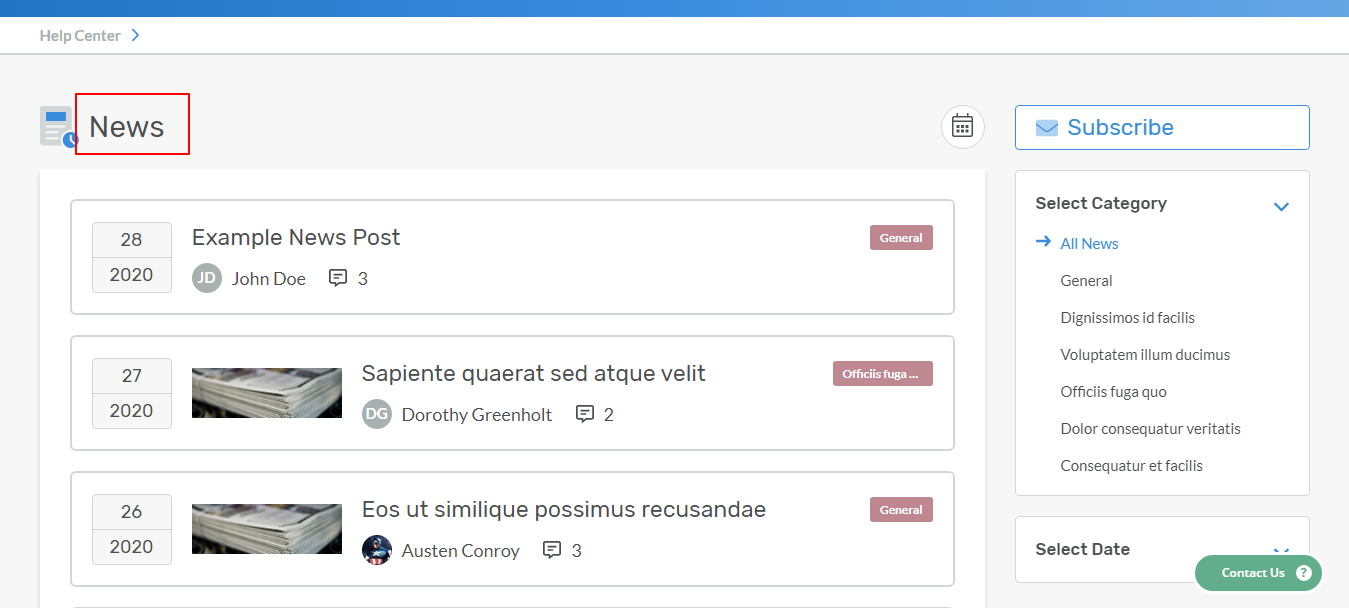 Help Center
News
Subscribe
28
2020
Example News Post
General
JD
John Doe
3
27
2020
Sapiente quaerat sed atque velit
Officiis fuga ...
DG
Dorothy Greenholt
2
26
2020
Eos ut similique possimus recusandae
General
Austen Conroy
3
Select Category
All News
General
Dignissimos id facilis
Voluptatem illum ducimus
Officiis fuga quo
Dolor consequatur veritatis
Consequatur et facilis
Select Date
Contact Us ?